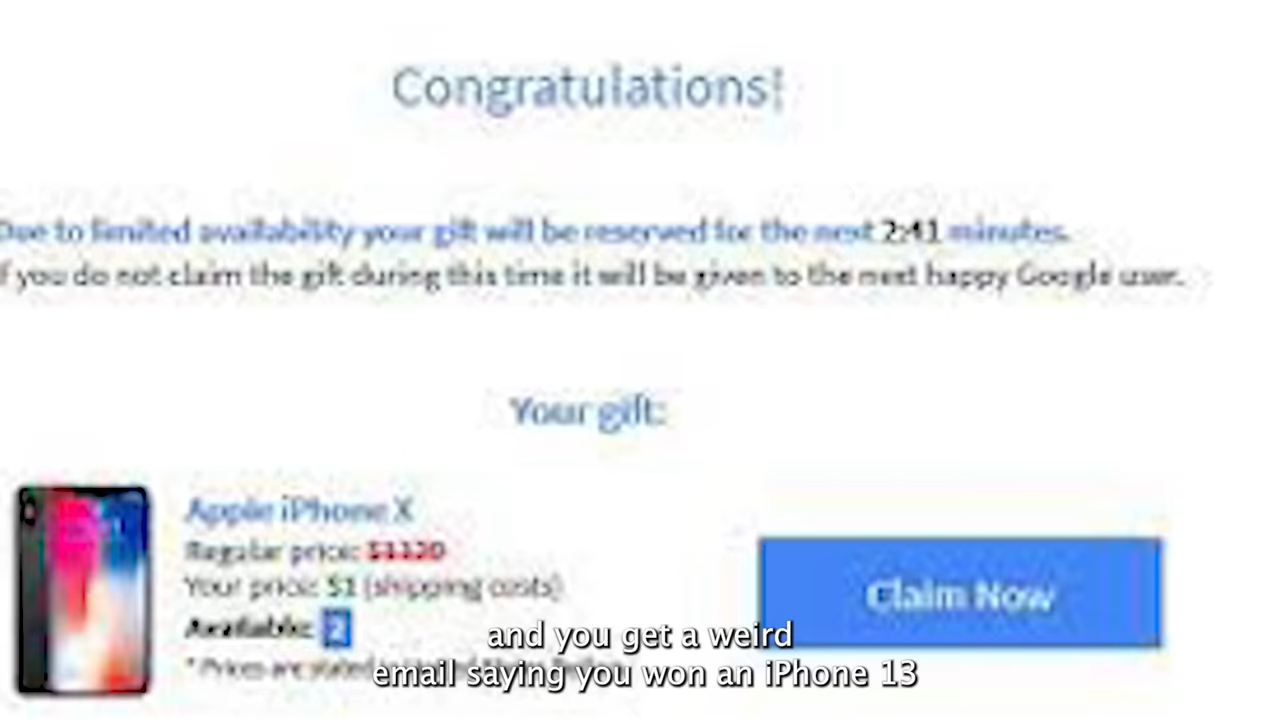 Congratulations!
Due to limited availability your gift will be reserved for the next 2:41 minutes.
If you do not claim the gift during this time it will be given to the next happy Google user.
Your gift:
Apple iPhone X
Regular price: $1120
Your price: $1 (shipping costs)
Available: 2
Claim Now
* Prices are stated
and you get a weird
email saying you won an iPhone 13